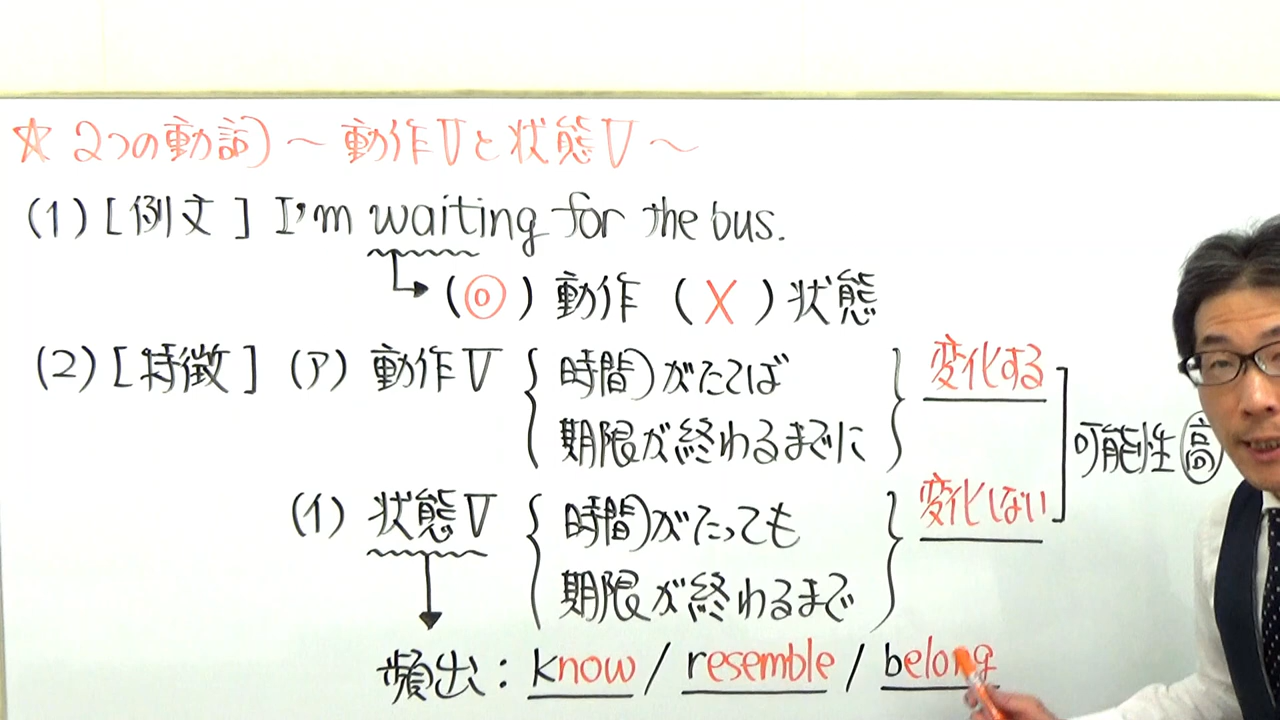 ☆ 2つの動詞 ~ 動作Vと状態V ~
(1) [例文] I'm waiting for the bus.
(◎) 動作 (X) 状態
(2) [特徴] (ア) 動作V { 時間がたてば
期限が終わるまでに } 変化する
(イ) 状態V { 時間がたっても
期限が終わるまで } 変化しない
可能性 高
頻出: know / resemble / belong